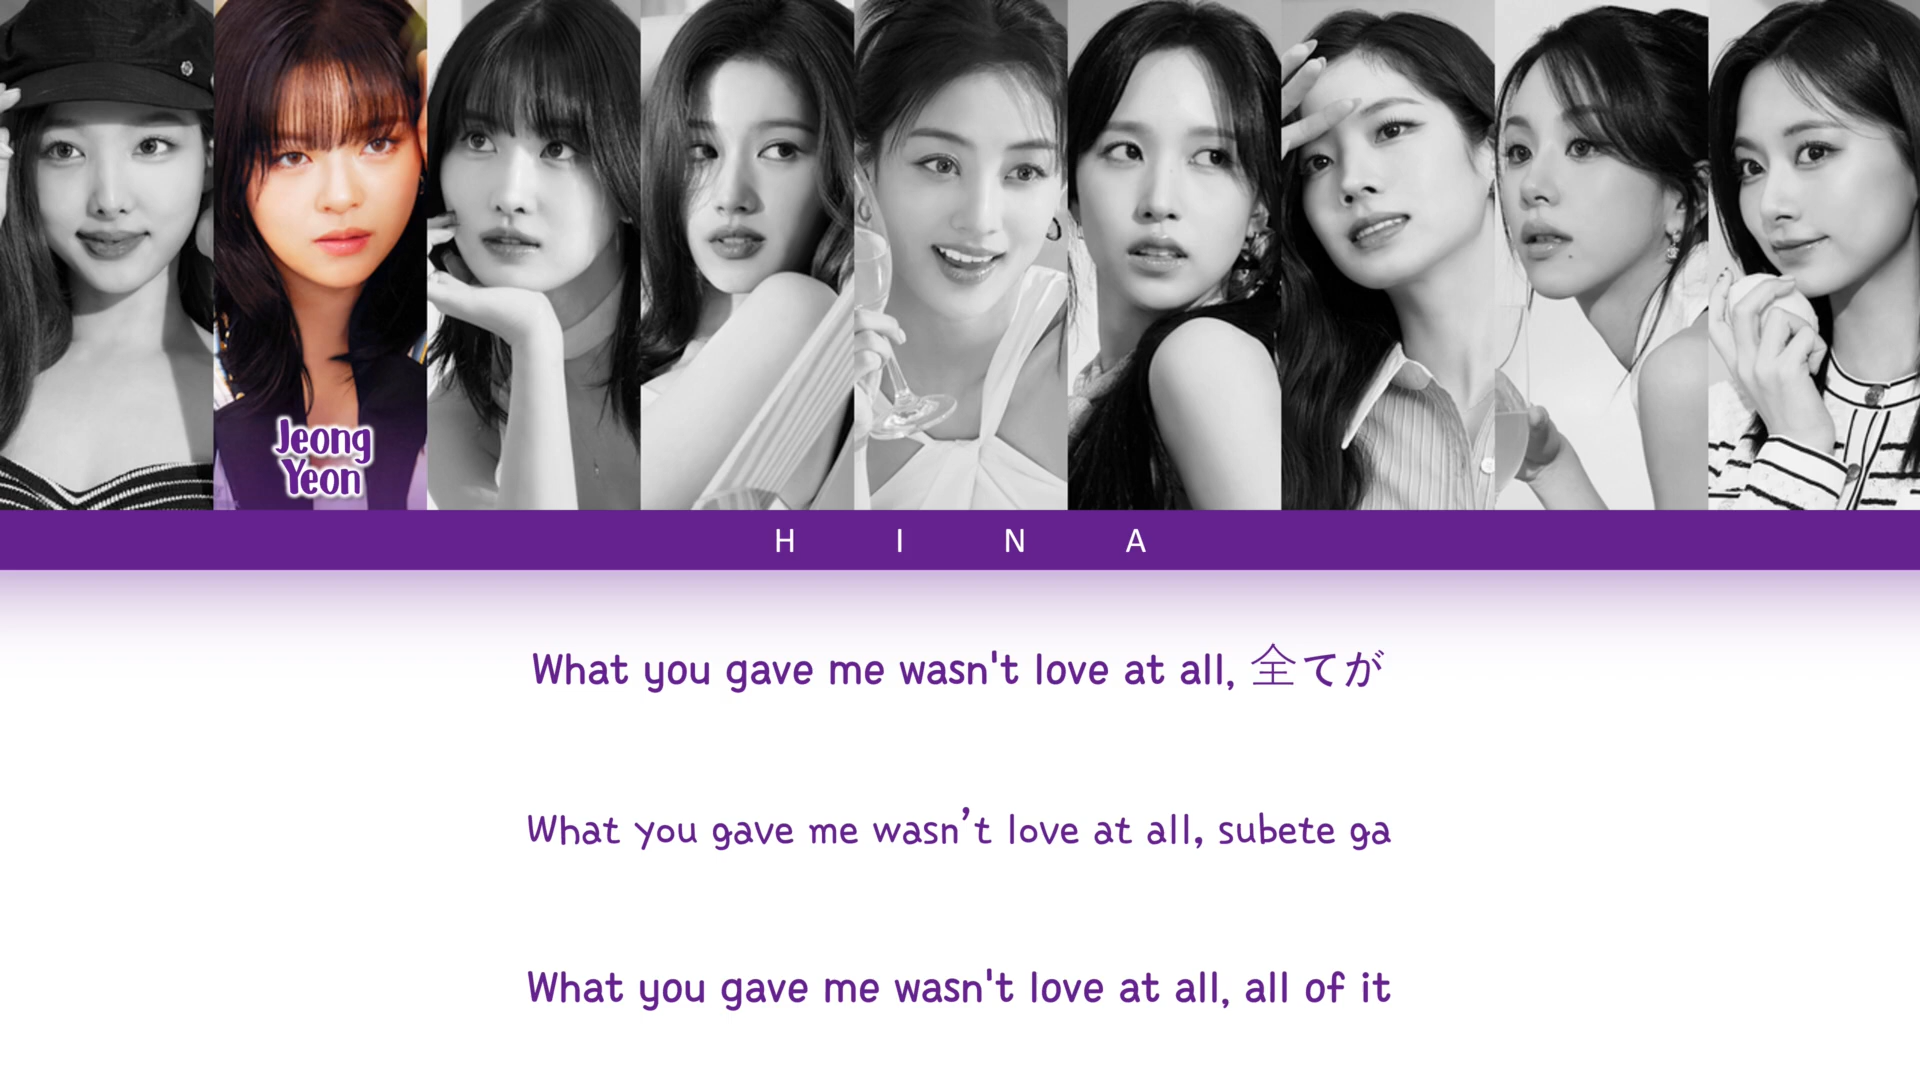 Jeong
Yeon
H I N A
What you gave me wasn't love at all, 全てが
What you gave me wasn’t love at all, subete ga
What you gave me wasn't love at all, all of it